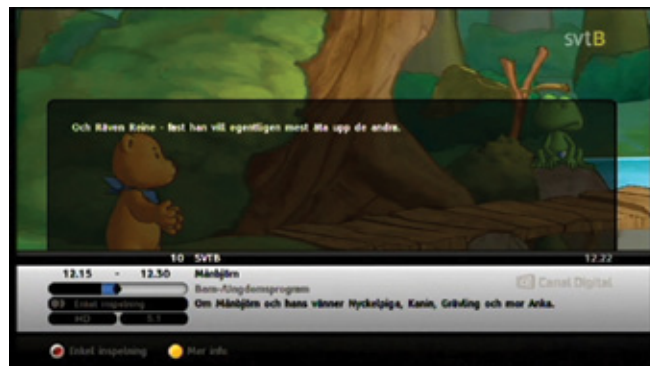 svtB
Och Räven Reine - fast han vill egentligen mest äta upp de andra.
10 SVTB 12.22
12.15 - 12.30 Månbjörn
Barn-/Ungdomsprogram
Canal Digital
Enkel inspelning Om Månbjörn och hans vänner Nyckelpiga, Kanin, Grävling och mor Anka.
HD 5.1
Enkel inspelning Mer info